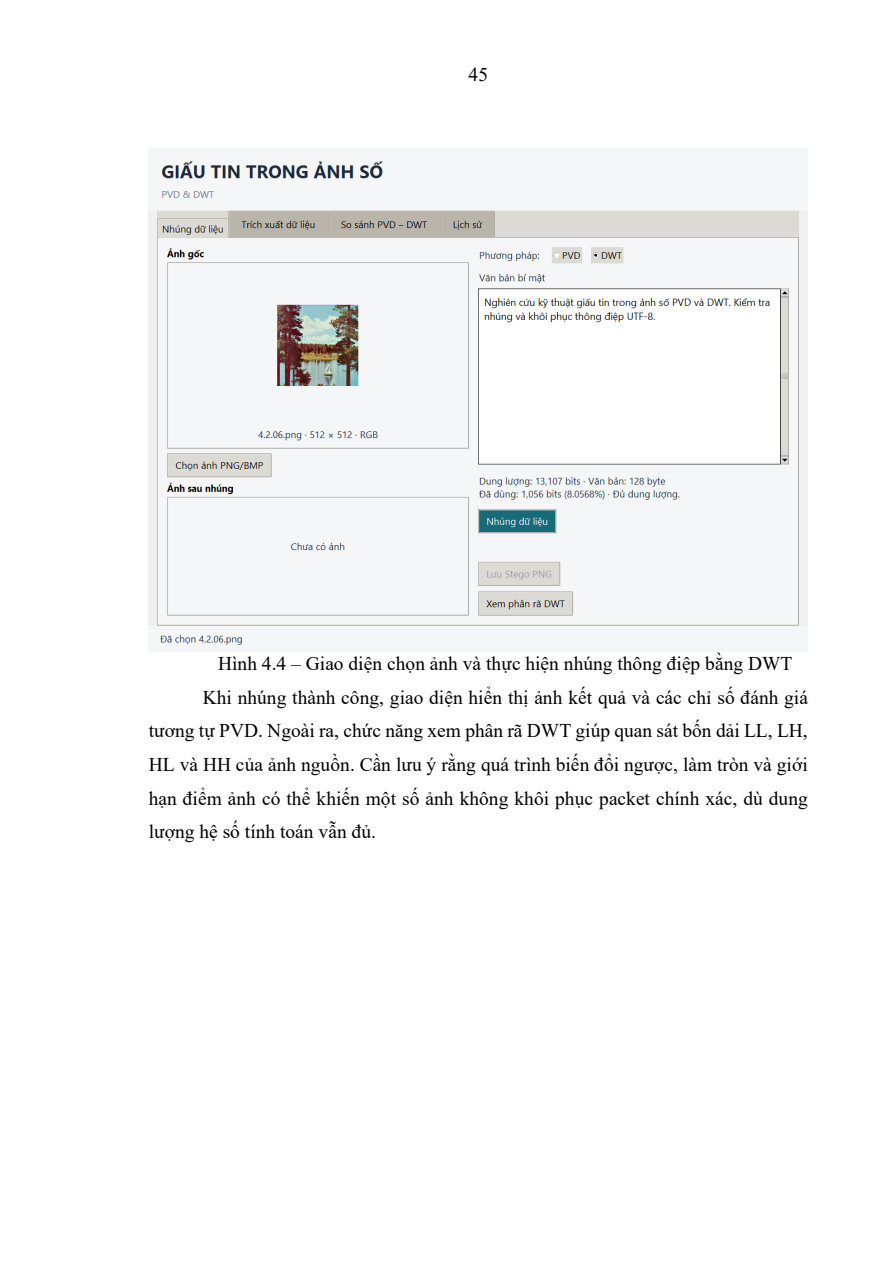 45
GIẤU TIN TRONG ẢNH SỐ
PVD & DWT
Nhúng dữ liệu
Trích xuất dữ liệu
So sánh PVD – DWT
Lịch sử
Ảnh gốc
4.2.06.png · 512 × 512 · RGB
Chọn ảnh PNG/BMP
Ảnh sau nhúng
Chưa có ảnh
Phương pháp: PVD DWT
Văn bản bí mật
Nghiên cứu kỹ thuật giấu tin trong ảnh số PVD và DWT. Kiểm tra
nhúng và khôi phục thông điệp UTF-8.
Dung lượng: 13,107 bits · Văn bản: 128 byte
Đã dùng: 1,056 bits (8.0568%) · Đủ dung lượng.
Nhúng dữ liệu
Lưu Stego PNG
Xem phân rã DWT
Đã chọn 4.2.06.png
Hình 4.4 – Giao diện chọn ảnh và thực hiện nhúng thông điệp bằng DWT
Khi nhúng thành công, giao diện hiển thị ảnh kết quả và các chỉ số đánh giá
tương tự PVD. Ngoài ra, chức năng xem phân rã DWT giúp quan sát bốn dải LL, LH,
HL và HH của ảnh nguồn. Cần lưu ý rằng quá trình biến đổi ngược, làm tròn và giới
hạn điểm ảnh có thể khiến một số ảnh không khôi phục packet chính xác, dù dung
lượng hệ số tính toán vẫn đủ.